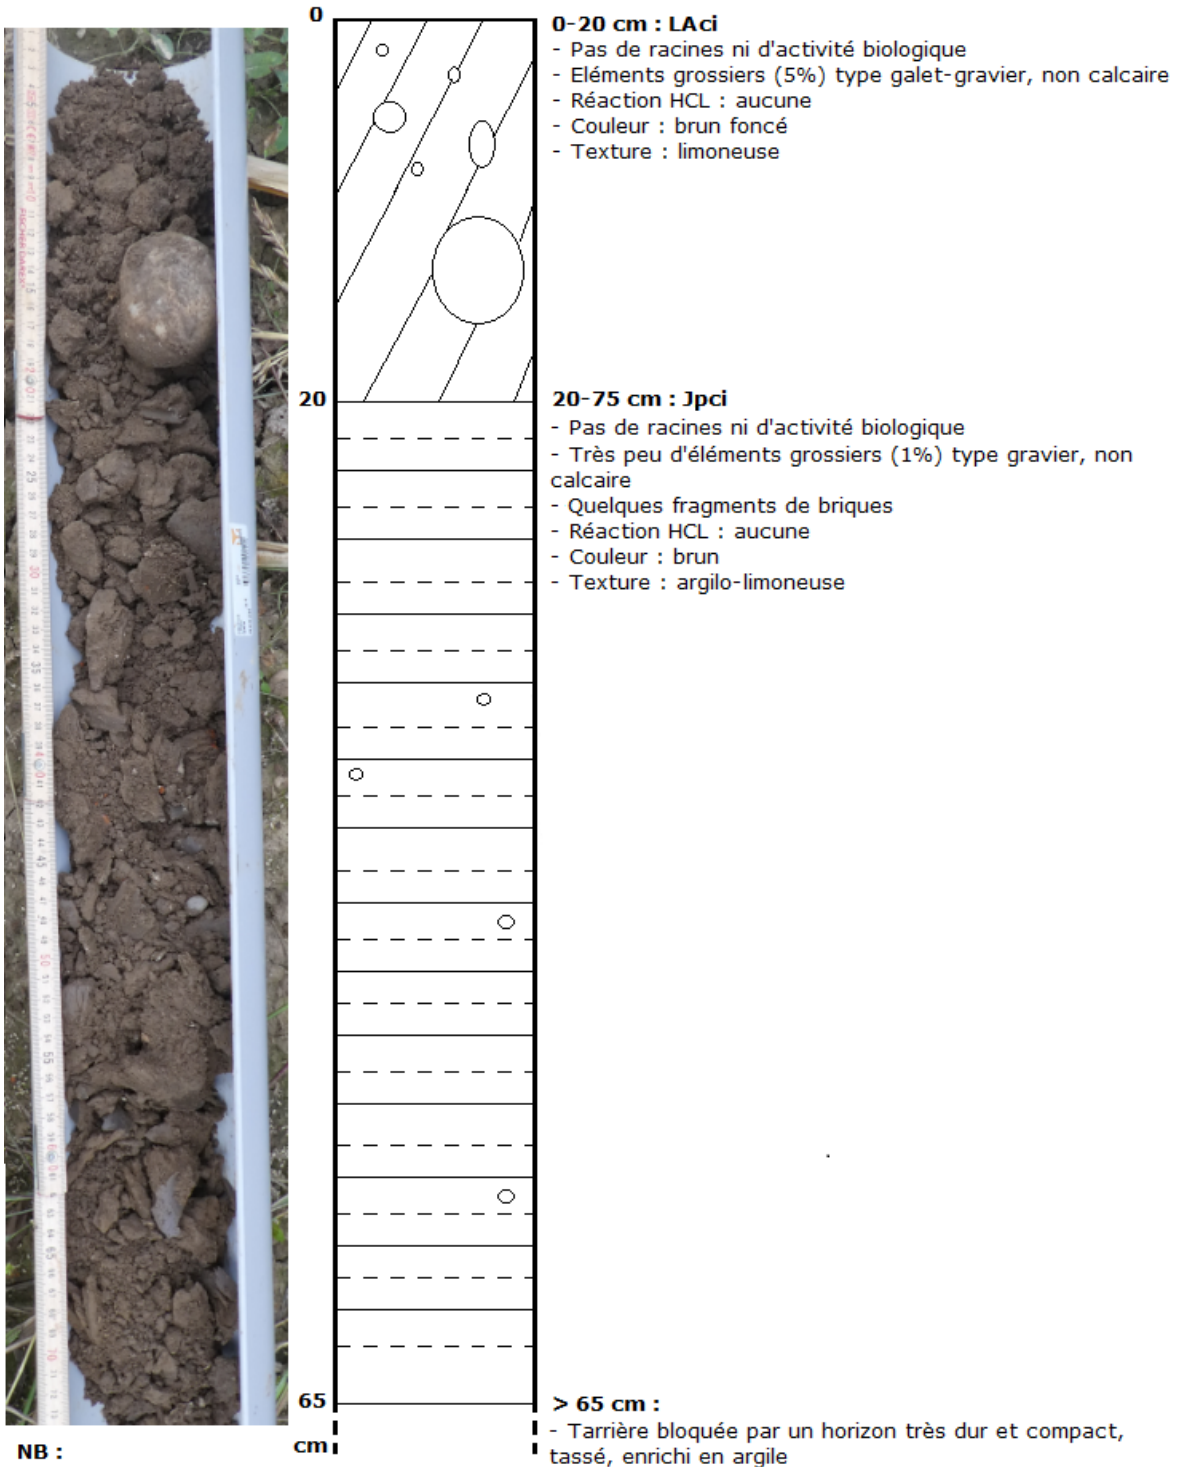 0
0-20 cm : LAci
- Pas de racines ni d'activité biologique
- Eléments grossiers (5%) type galet-gravier, non calcaire
- Réaction HCL : aucune
- Couleur : brun foncé
- Texture : limoneuse
20
20-75 cm : Jpci
- Pas de racines ni d'activité biologique
- Très peu d'éléments grossiers (1%) type gravier, non
calcaire
- Quelques fragments de briques
- Réaction HCL : aucune
- Couleur : brun
- Texture : argilo-limoneuse
65
> 65 cm :
cm
- Tarrière bloquée par un horizon très dur et compact,
tassé, enrichi en argile
NB :